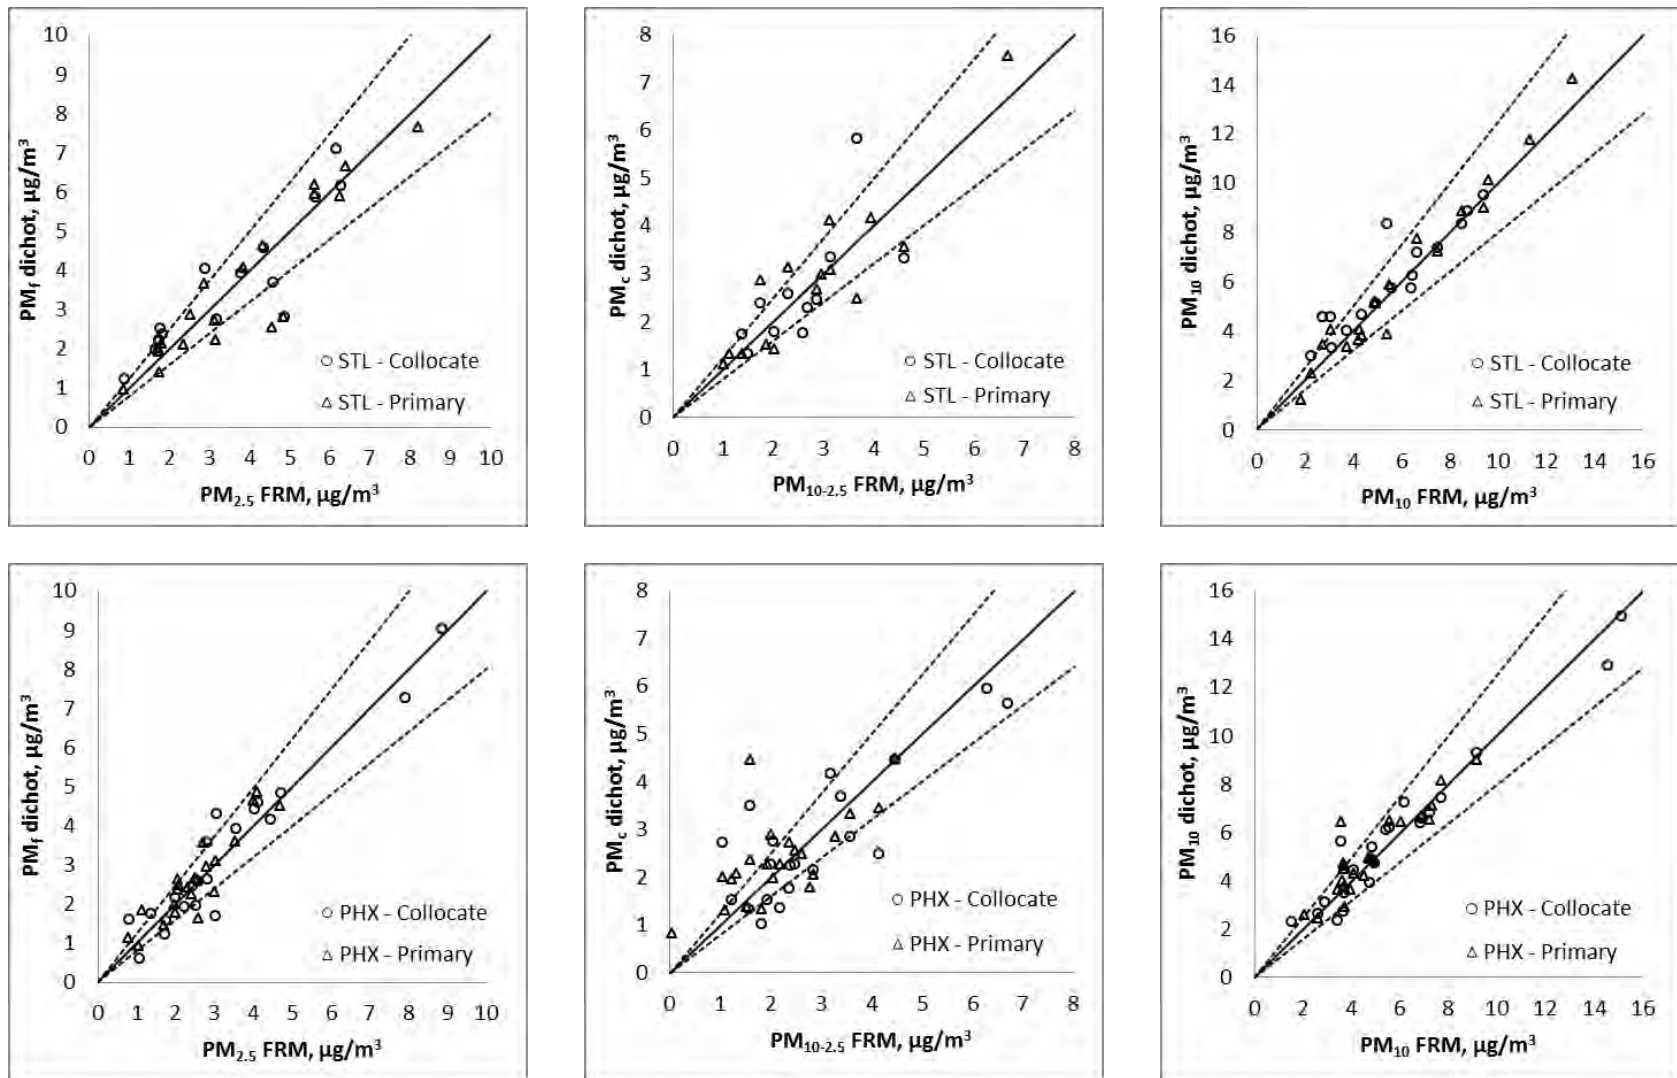 10
9
8
7
6
5
4
3
2
1
0
PM2.5 FRM, µg/m³
0 1 2 3 4 5 6 7 8 9 10
PMf dichot, µg/m³
STL - Collocate
STL - Primary
8
7
6
5
4
3
2
1
0
0 1 2 3 4 5 6 7 8
PM10-2.5 FRM, µg/m³
PMc dichot, µg/m³
STL - Collocate
STL - Primary
16
14
12
10
8
6
4
2
0
0 2 4 6 8 10 12 14 16
PM10 FRM, µg/m³
PM10 dichot, µg/m³
STL - Collocate
STL - Primary
10
9
8
7
6
5
4
3
2
1
0
0 1 2 3 4 5 6 7 8 9 10
PM2.5 FRM, µg/m³
PMf dichot, µg/m³
PHX - Collocate
PHX - Primary
8
7
6
5
4
3
2
1
0
0 1 2 3 4 5 6 7 8
PM10-2.5 FRM, µg/m³
PMc dichot, µg/m³
PHX - Collocate
PHX - Primary
16
14
12
10
8
6
4
2
0
0 2 4 6 8 10 12 14 16
PM10 FRM, µg/m³
PM10 dichot, µg/m³
PHX - Collocate
PHX - Primary